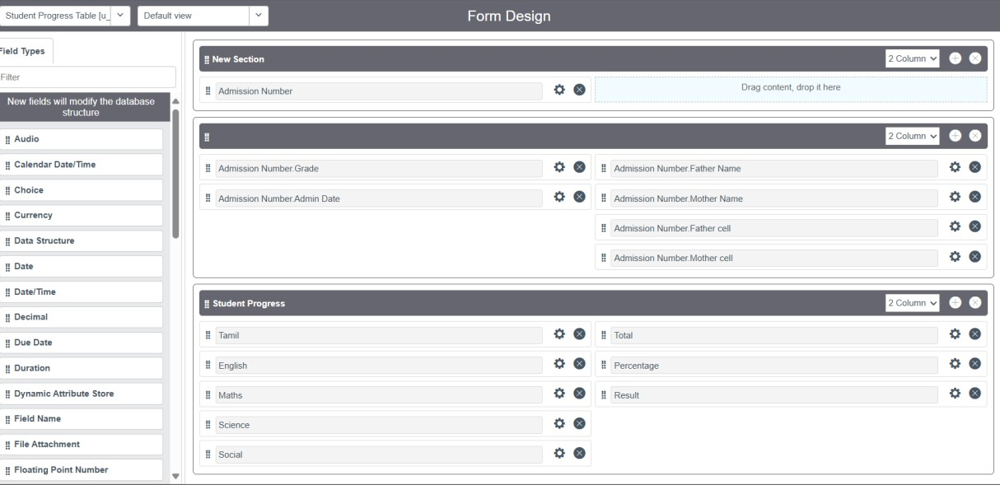 Student Progress Table [u_
Default view
Form Design
Field Types
Filter
New fields will modify the database
structure
Audio
Calendar Date/Time
Choice
Currency
Data Structure
Date
Date/Time
Decimal
Due Date
Duration
Dynamic Attribute Store
Field Name
File Attachment
Floating Point Number
New Section
2 Column
Admission Number
Drag content, drop it here
2 Column
Admission Number.Grade
Admission Number.Father Name
Admission Number.Admin Date
Admission Number.Mother Name
Admission Number.Father cell
Admission Number.Mother cell
Student Progress
2 Column
Tamil
Total
English
Percentage
Maths
Result
Science
Social